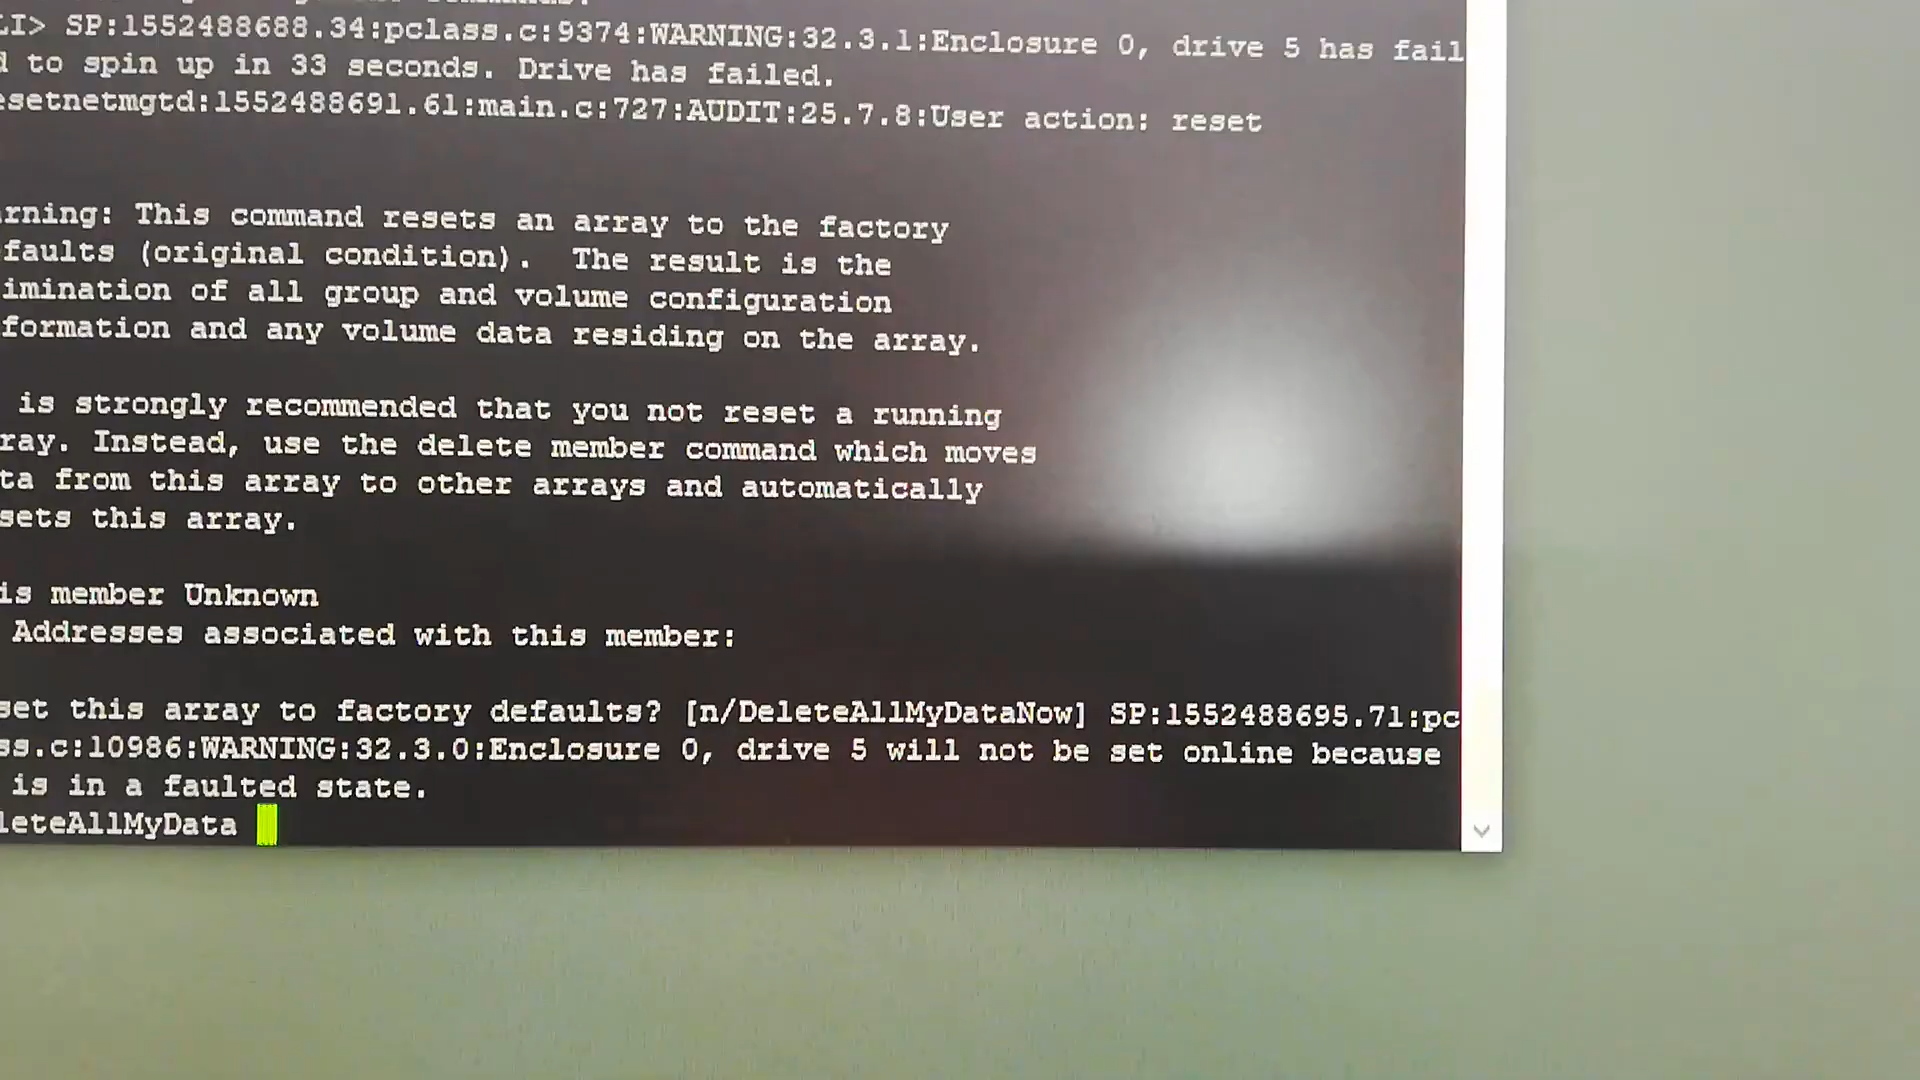 LI> SP:1552488688.34:pclass.c:9374:WARNING:32.3.1:Enclosure 0, drive 5 has fail
d to spin up in 33 seconds. Drive has failed.
esetnetmgtd:1552488691.61:main.c:727:AUDIT:25.7.8:User action: reset
rning: This command resets an array to the factory
faults (original condition). The result is the
imination of all group and volume configuration
formation and any volume data residing on the array.
is strongly recommended that you not reset a running
ray. Instead, use the delete member command which moves
ta from this array to other arrays and automatically
sets this array.
is member Unknown
Addresses associated with this member:
set this array to factory defaults? [n/DeleteAllMyDataNow] SP:1552488695.71:pc
ss.c:10986:WARNING:32.3.0:Enclosure 0, drive 5 will not be set online because
is in a faulted state.
leteAllMyData